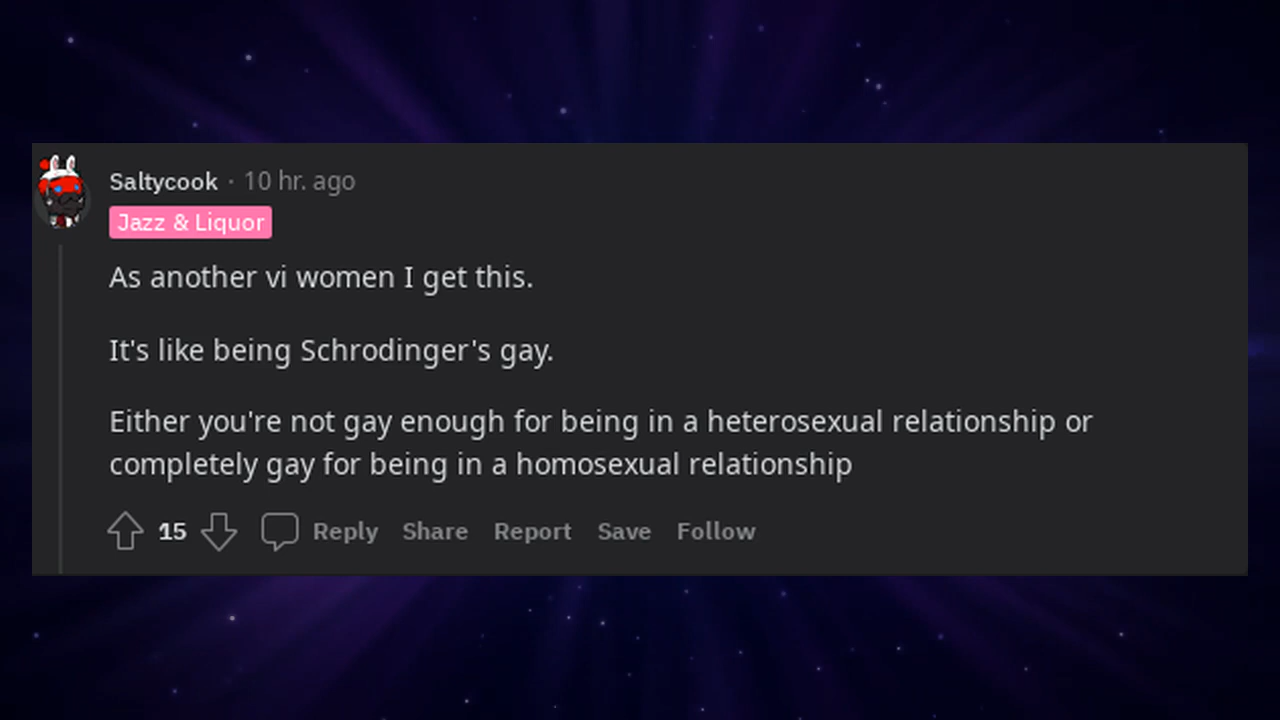 Saltycook · 10 hr. ago
Jazz & Liquor
As another vi women I get this.
It's like being Schrodinger's gay.
Either you're not gay enough for being in a heterosexual relationship or
completely gay for being in a homosexual relationship
15 Reply Share Report Save Follow